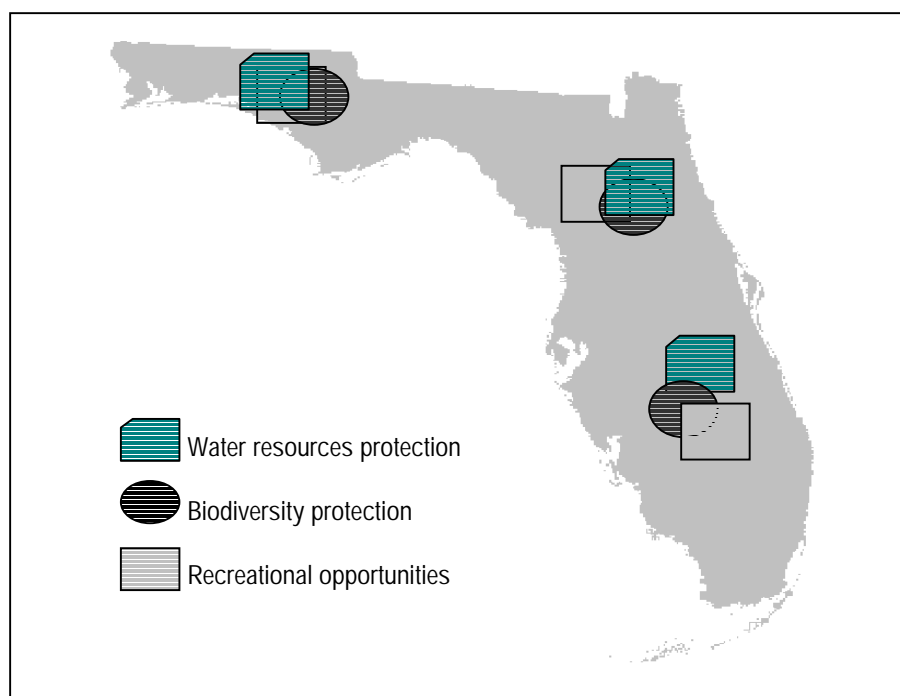 Water resources protection
Biodiversity protection
Recreational opportunities